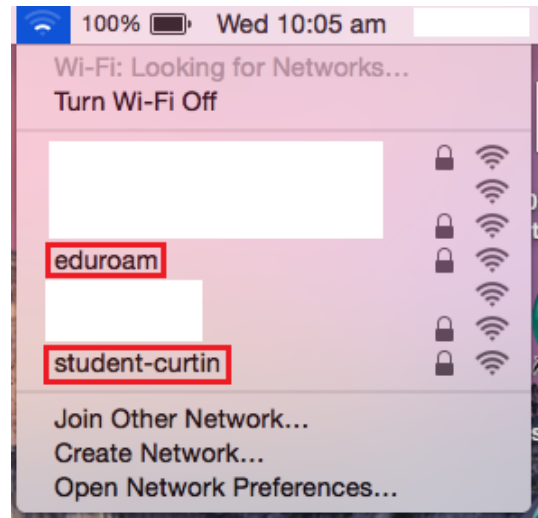 100% Wed 10:05 am
Wi-Fi: Looking for Networks...
Turn Wi-Fi Off
eduroam
student-curtin
Join Other Network...
Create Network...
Open Network Preferences...